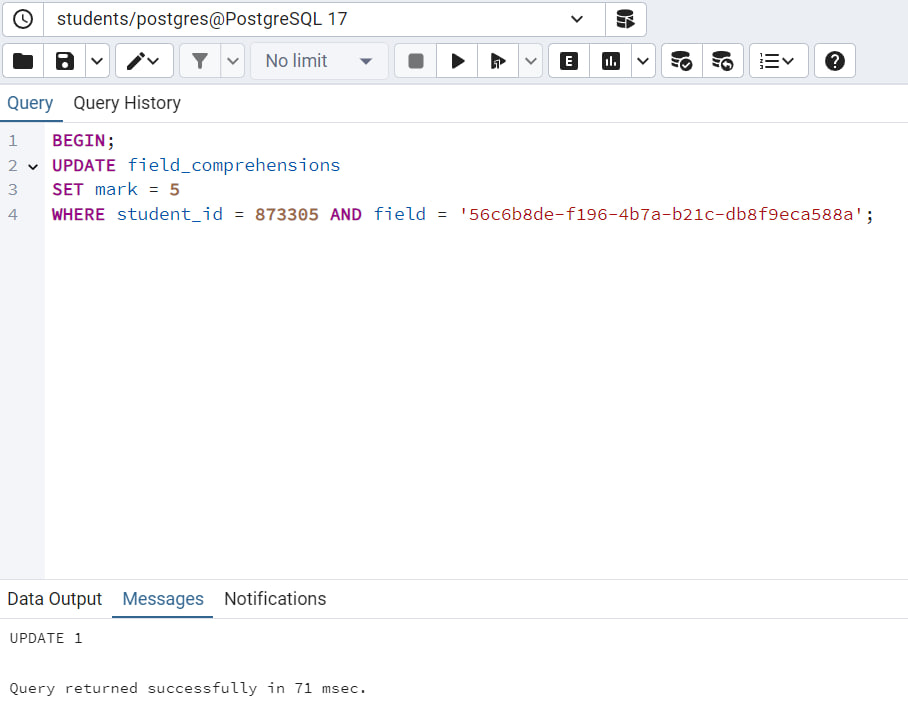 students/postgres@PostgreSQL 17
No limit
E
Query Query History
1 BEGIN;
2 UPDATE field_comprehensions
3 SET mark = 5
4 WHERE student_id = 873305 AND field = '56c6b8de-f196-4b7a-b21c-db8f9eca588a';
Data Output Messages Notifications
UPDATE 1
Query returned successfully in 71 msec.